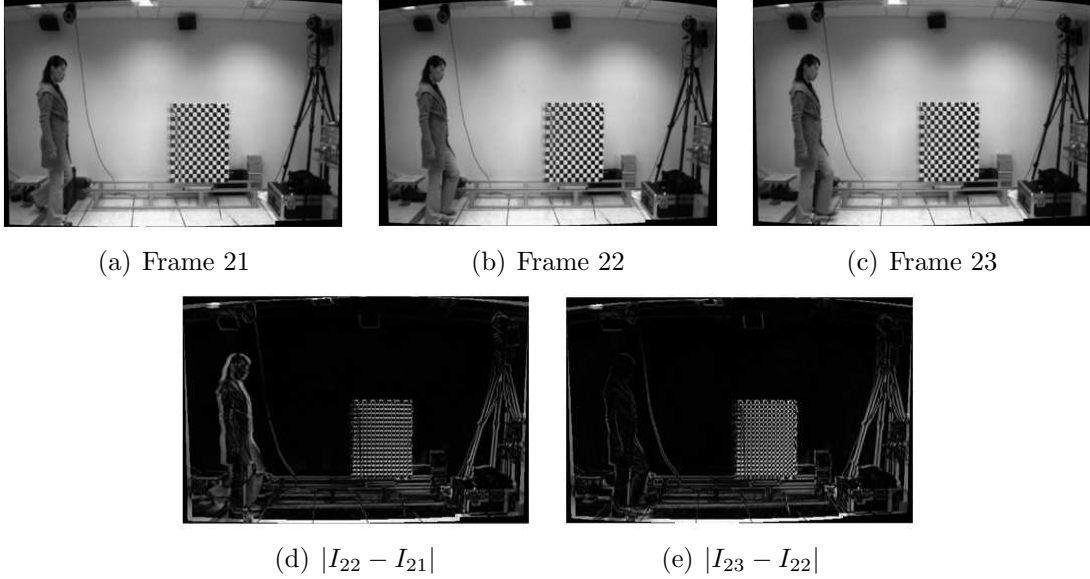 (a) Frame 21
(b) Frame 22
(c) Frame 23
(d) |I₂₂ − I₂₁|
(e) |I₂₃ − I₂₂|